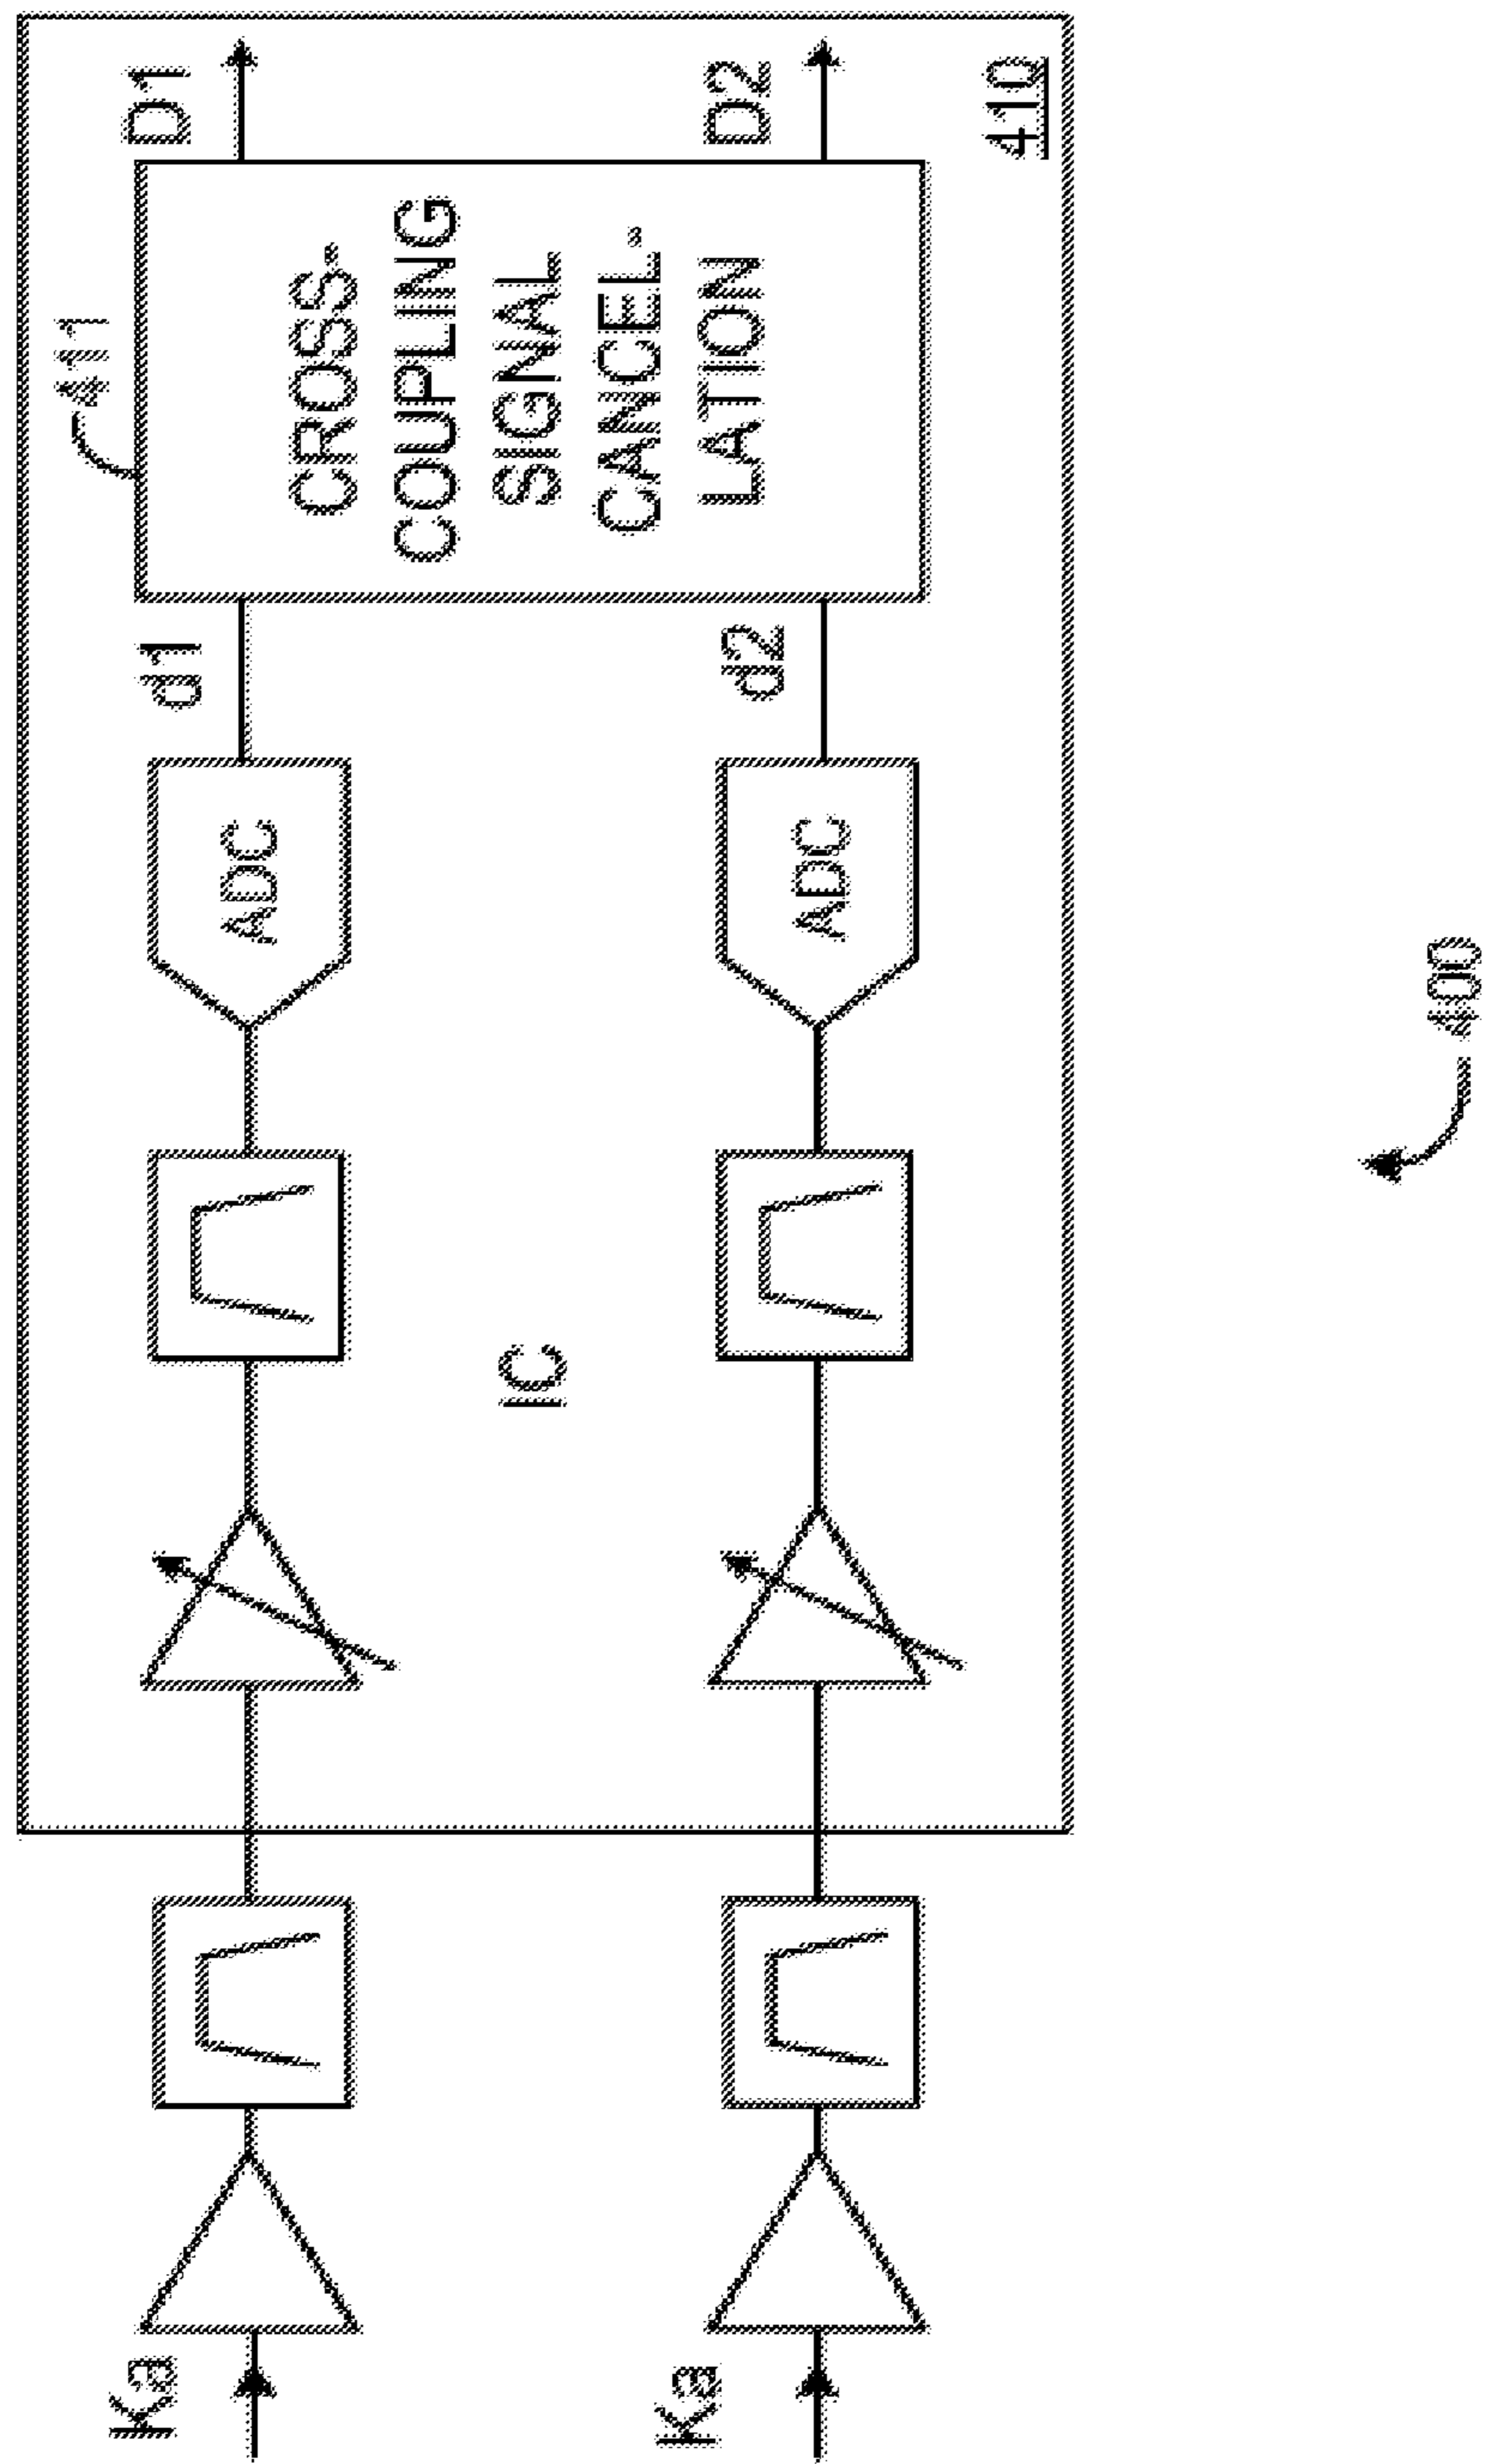 Ka
ADC
d1
411
D1
IC
CROSS-
COUPLING
SIGNAL
CANCEL-
LATION
Ka
ADC
d2
D2
410
400